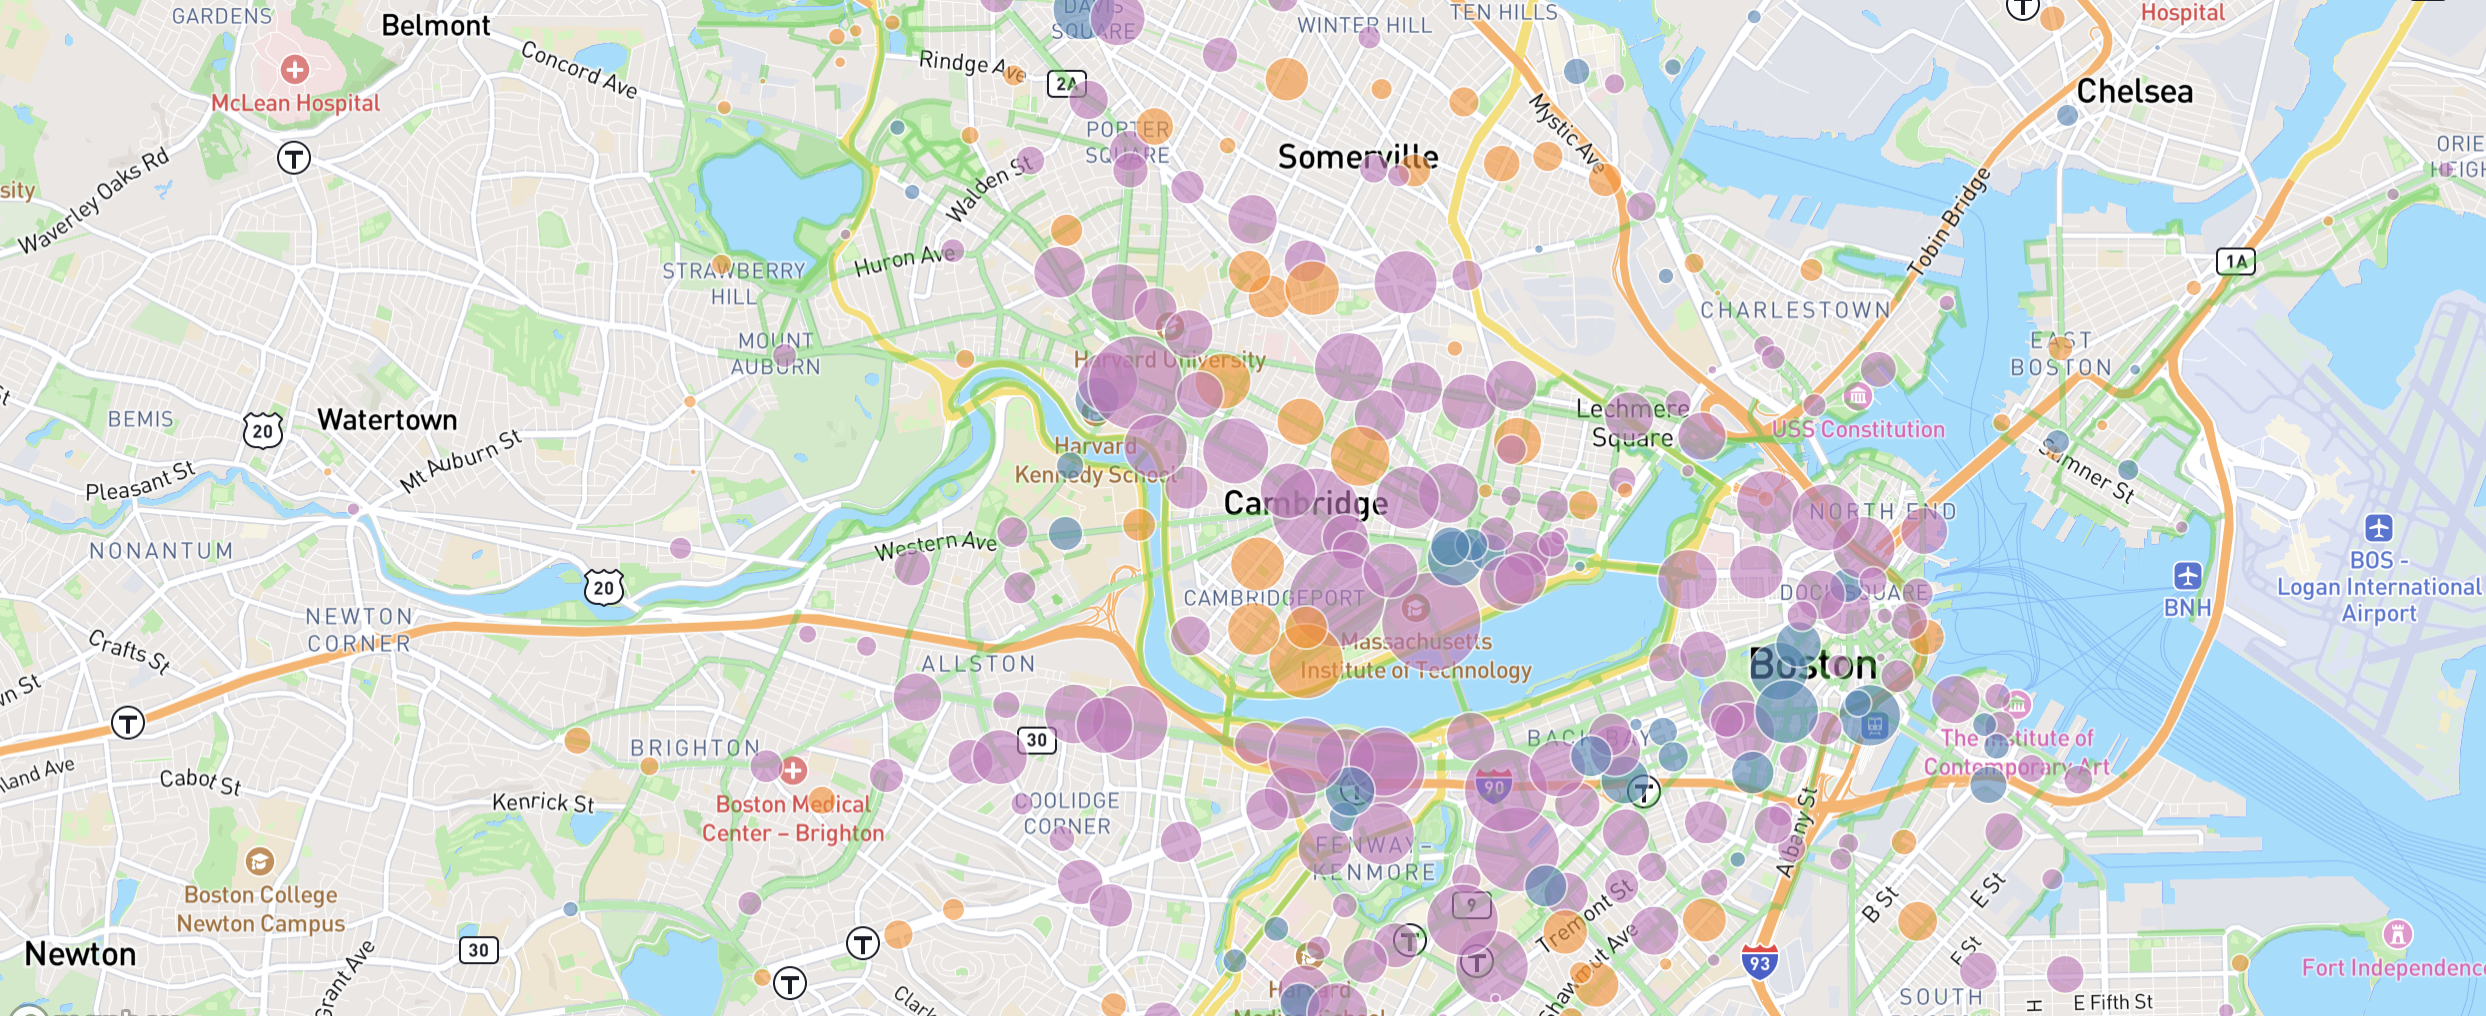 GARDENS
Belmont
Concord Ave
McLean Hospital
Waverley Oaks Rd
sity
Rindge Ave
2A
DAVIS
SQUARE
WINTER HILL
TEN HILLS
Hospital
Chelsea
Mystic Ave
PORTER
SQUARE
Somerville
Walden St
Tobin Bridge
ORIE
HEIGH
1A
Huron Ave
STRAWBERRY
HILL
MOUNT
AUBURN
CHARLESTOWN
EAST
BOSTON
Harvard University
BEMIS
20
Watertown
Mt Auburn St
Pleasant St
Harvard
Kennedy School
Lechmere
Square
USS Constitution
Sumner St
Cambridge
NORTH END
NONANTUM
Western Ave
20
BOS -
Logan International
Airport
BNH
NEWTON
CORNER
Crafts St
CAMBRIDGEPORT
DOCK SQUARE
Massachusetts
Institute of Technology
ALLSTON
Boston
wn St
land Ave
Cabot St
BRIGHTON
30
BACK BAY
The Institute of
Contemporary Art
90
Kenrick St
Boston Medical
Center – Brighton
COOLIDGE
CORNER
FENWAY–
KENMORE
Albany St
Boston College
Newton Campus
9
Tremont St
B St
E St
Newton
30
Grant Ave
Shawmut Ave
93
F St
Fort Independence
Clark
Harvard
Medical School
SOUTH
H
E Fifth St